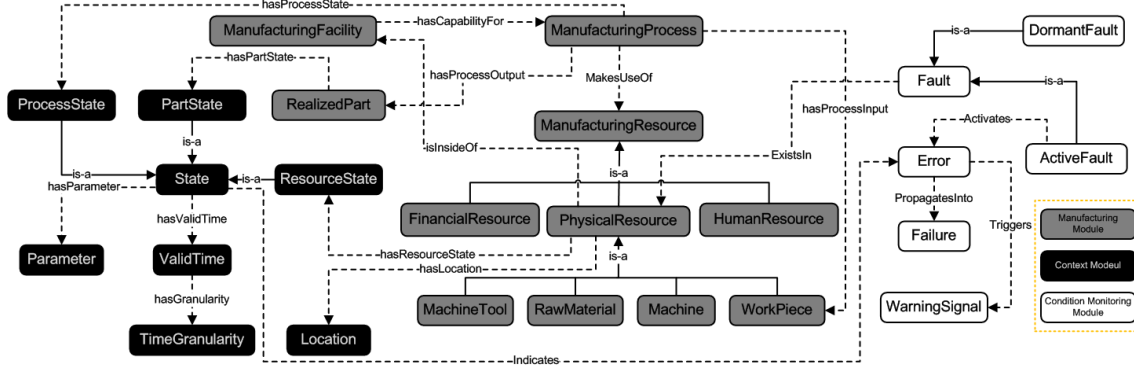 hasProcessState
ManufacturingFacility
hasCapabilityFor
ManufacturingProcess
is-a
DormantFault
hasPartState
hasProcessOutput
MakesUseOf
Fault
is-a
ProcessState
PartState
RealizedPart
hasProcessInput
ManufacturingResource
Activates
is-a
isInsideOf
ExistsIn
Error
ActiveFault
is-a
hasParameter
State
is-a
ResourceState
is-a
PropagatesInto
hasValidTime
FinancialResource
PhysicalResource
HumanResource
Triggers
Failure
Manufacturing
Module
Parameter
ValidTime
hasResourceState
is-a
hasLocation
Context Modeul
hasGranularity
MachineTool
RawMaterial
Machine
WorkPiece
WarningSignal
Condition Monitoring
Module
TimeGranularity
Location
Indicates